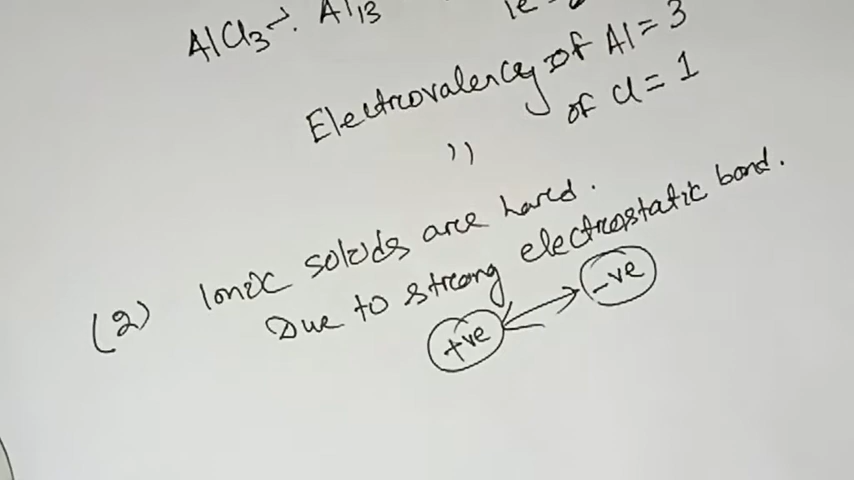 AlCl3→: Al13
1e-
Electrovalency of Al = 3
" of Cl = 1
(2) Ionic solids are hard.
Due to strong electrostatic bond.
+ve -ve